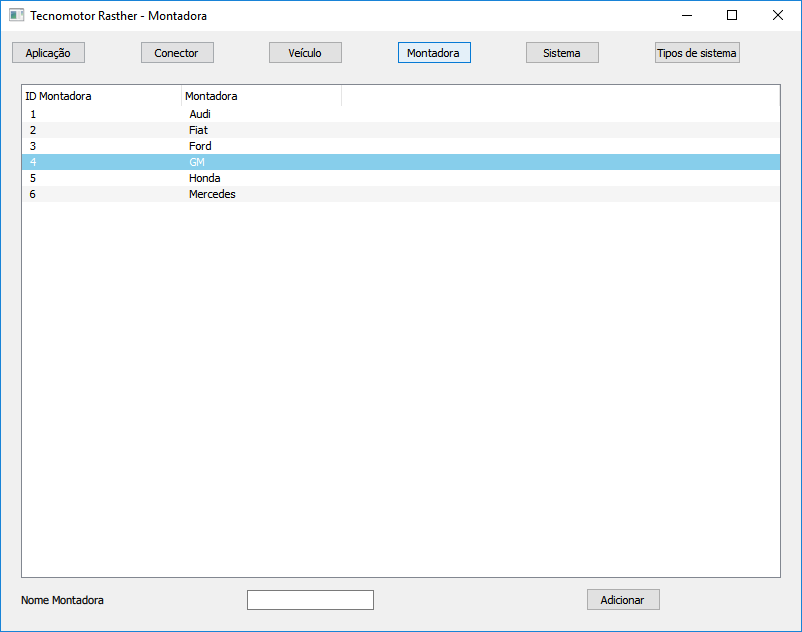 Tecnomotor Rasther - Montadora
Aplicação Conector Veículo Montadora Sistema Tipos de sistema
ID Montadora Montadora
1 Audi
2 Fiat
3 Ford
4 GM
5 Honda
6 Mercedes
Nome Montadora Adicionar